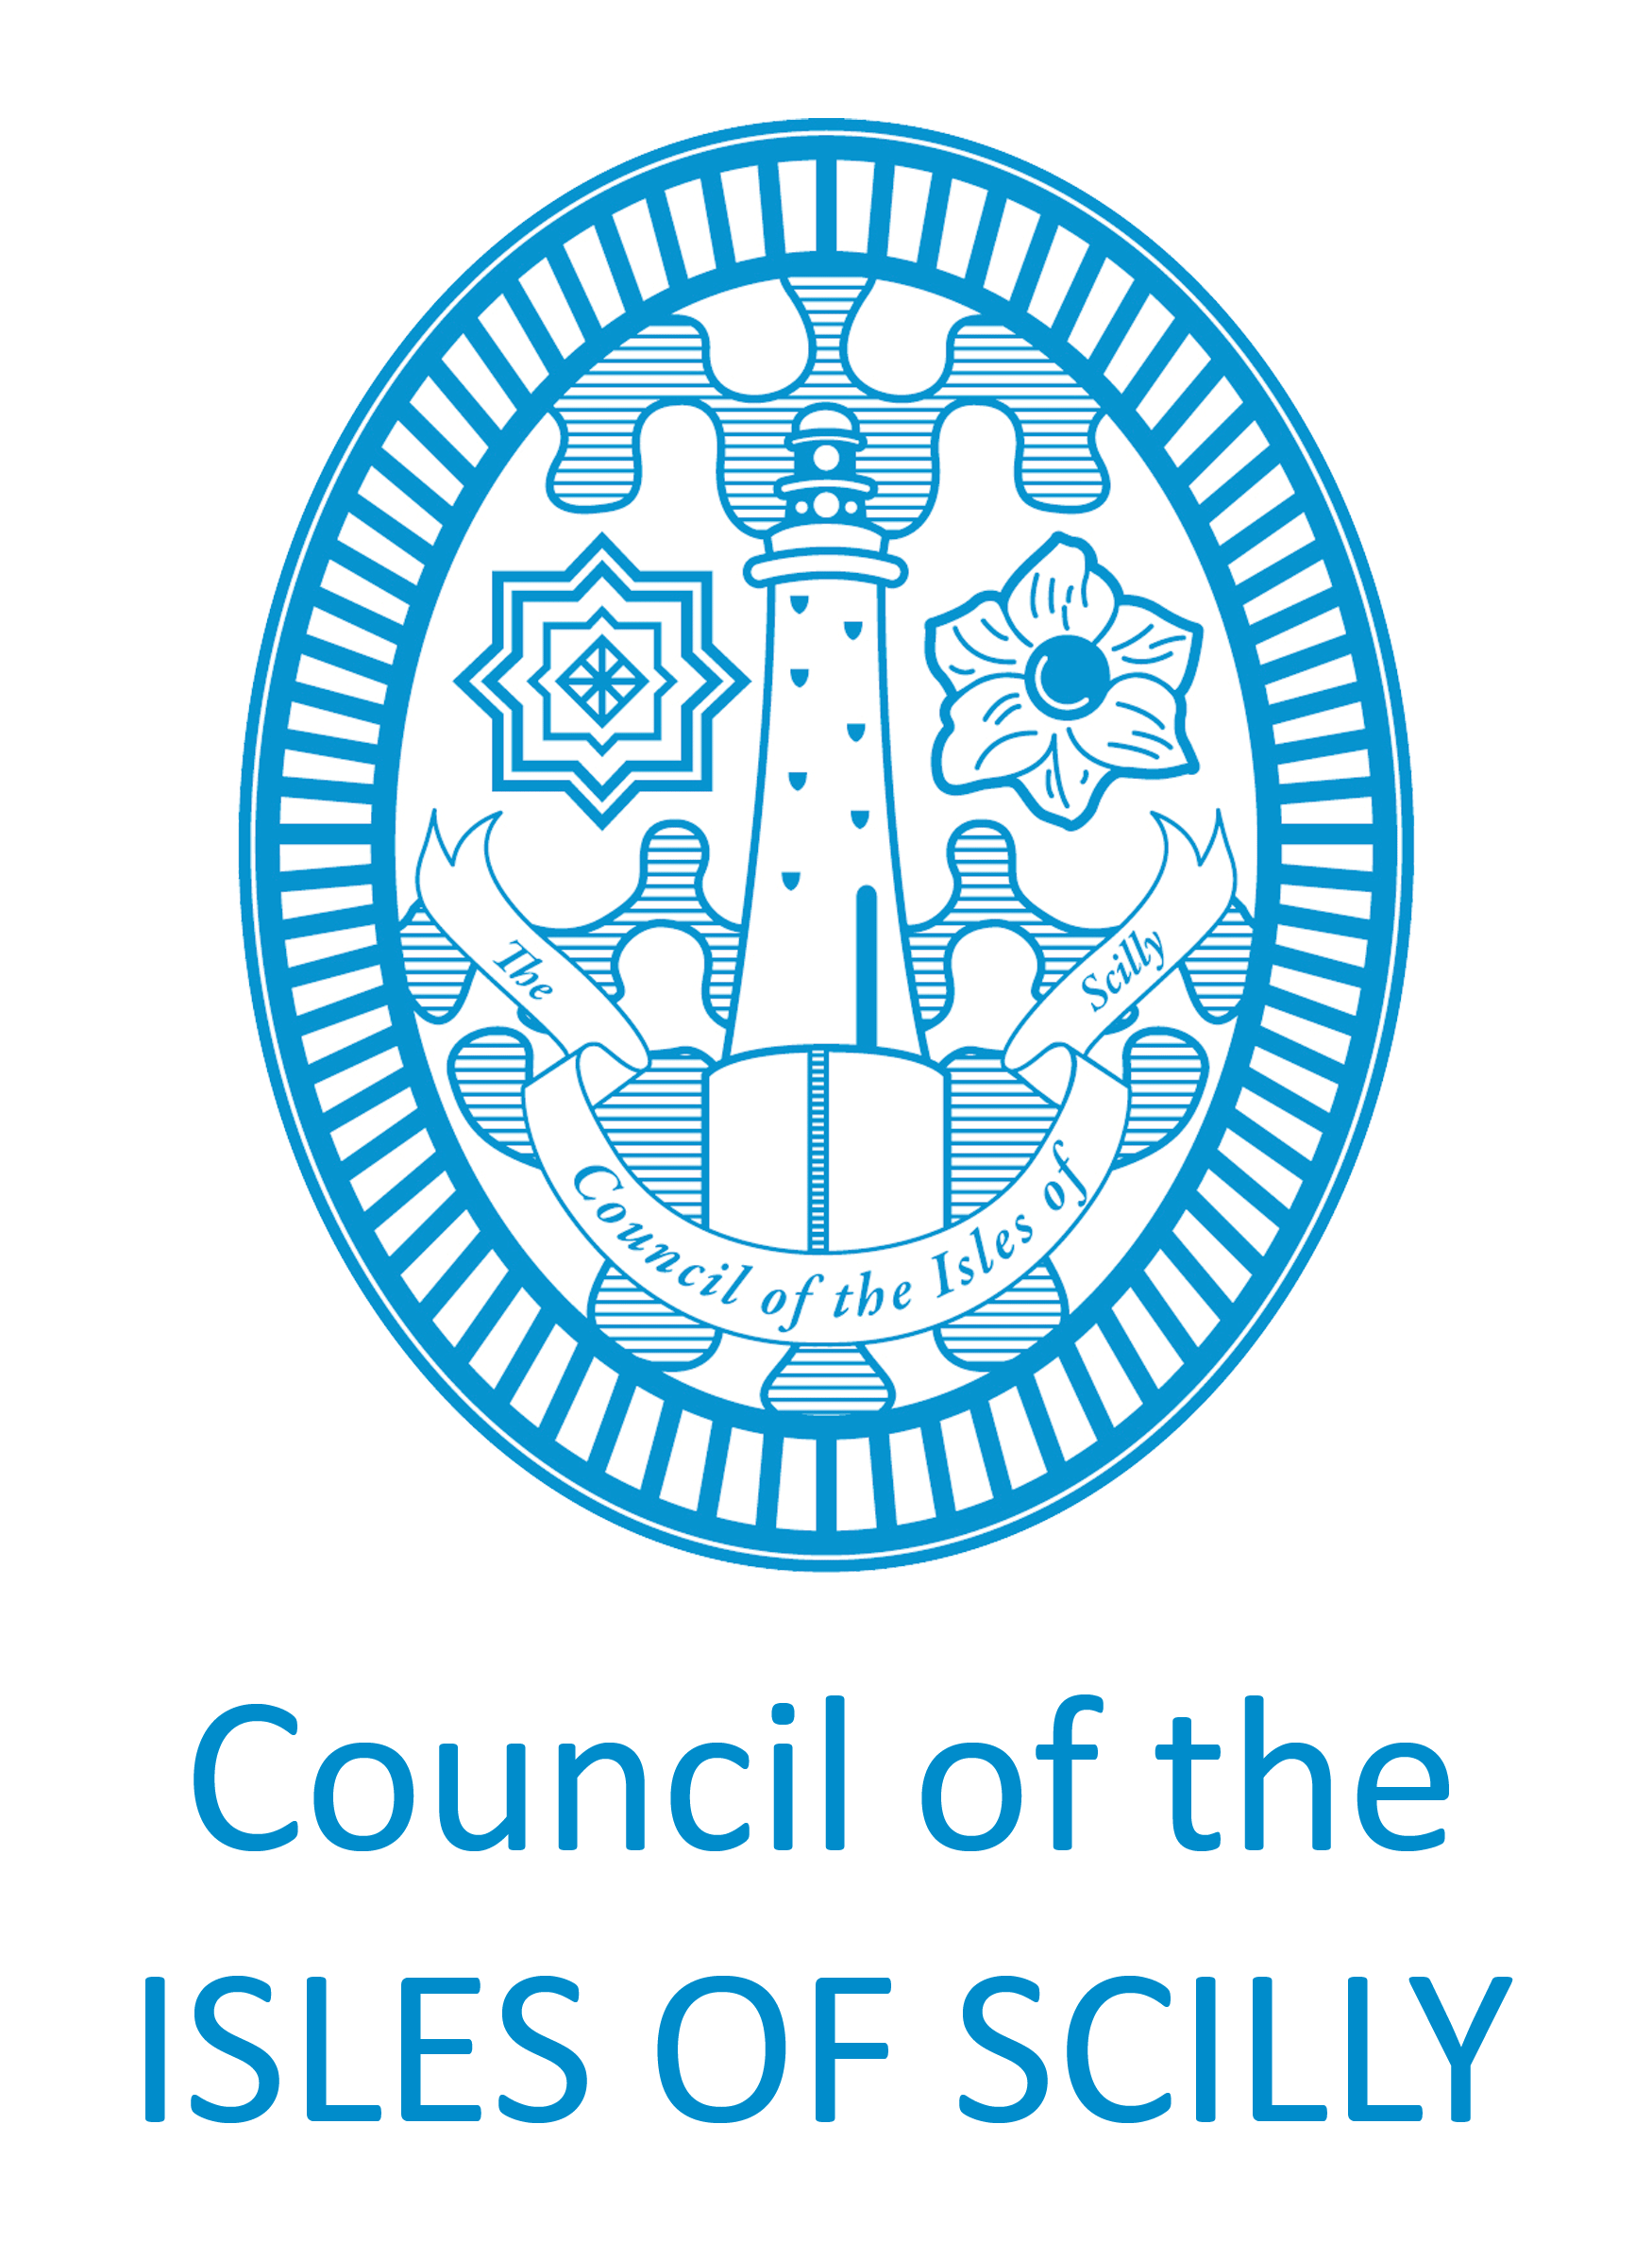 The
Council of the Isles of
Scilly
Council of the
ISLES OF SCILLY